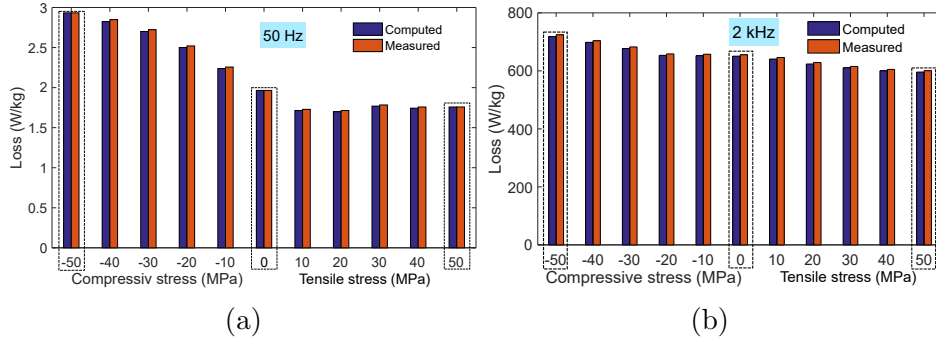 3
2.5
2
1.5
1
0.5
0
Loss (W/kg)
50 Hz
Computed
Measured
-50 -40 -30 -20 -10 0 10 20 30 40 50
Compressiv stress (MPa) Tensile stress (MPa)
(a)
800
600
400
200
0
Loss (W/kg)
2 kHz
Computed
Measured
-50 -40 -30 -20 -10 0 10 20 30 40 50
Compressive stress (MPa) Tensile stress (MPa)
(b)